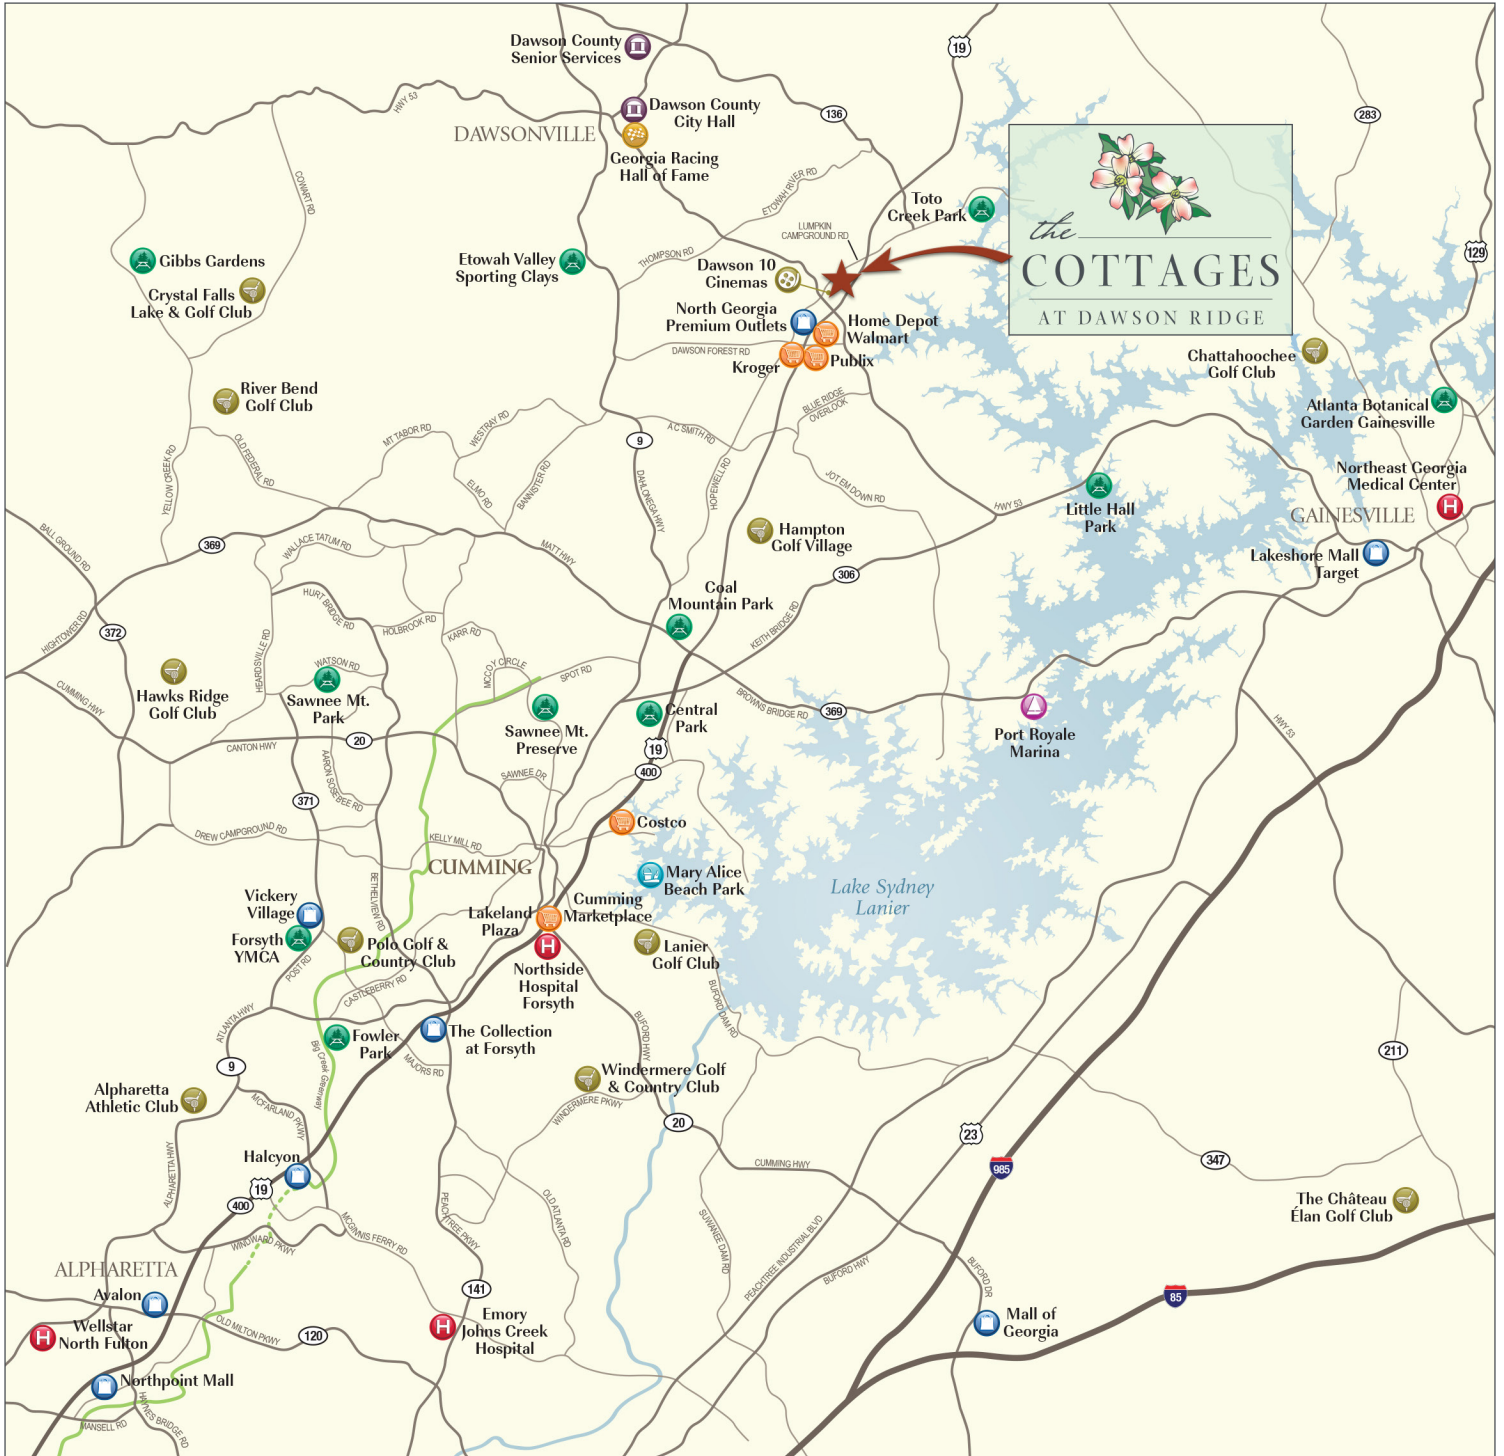 Dawson County
Senior Services
19
HWY 53
Dawson County
City Hall
136
283
DAWSONVILLE
Georgia Racing
Hall of Fame
COWART RD
ETOWAH RIVER RD
Toto
Creek Park
the
COTTAGES
AT DAWSON RIDGE
LUMPKIN
CAMPGROUND RD
129
Gibbs Gardens
Etowah Valley
Sporting Clays
THOMPSON RD
Dawson 10
Cinemas
Crystal Falls
Lake & Golf Club
North Georgia
Premium Outlets
Home Depot
Walmart
DAWSON FOREST RD
Kroger
Publix
Chattahoochee
Golf Club
River Bend
Golf Club
BLUE RIDGE
OVERLOOK
Atlanta Botanical
Garden Gainesville
MT TABOR RD
WESTRAY RD
9
A C SMITH RD
OLD FEDERAL RD
YELLOW CREEK RD
ELMO RD
BANNISTER RD
DAHLONEGA HWY
HOPEWELL RD
JOT EM DOWN RD
Northeast Georgia
Medical Center
HWY 53
Little Hall
Park
GAINESVILLE
BALL GROUND RD
369
WALLACE TATUM RD
MATT HWY
Hampton
Golf Village
Lakeshore Mall
Target
306
Coal
Mountain Park
HURT BRIDGE RD
HOLBROOK RD
KARR RD
KEITH BRIDGE RD
HIGHTOWER RD
372
HEARDSVILLE RD
WATSON RD
MCCOY CIRCLE
SPOT RD
Hawks Ridge
Golf Club
CUMMING HWY
Sawnee Mt.
Park
Sawnee Mt.
Preserve
Central
Park
BROWNS BRIDGE RD
369
Port Royale
Marina
HWY 53
CANTON HWY
20
19
400
AARON SOSEBEE RD
SAWNEE DR
371
Costco
DREW CAMPGROUND RD
KELLY MILL RD
CUMMING
Mary Alice
Beach Park
Lake Sydney
Lanier
BETHELVIEW RD
Vickery
Village
Lakeland
Plaza
Cumming
Marketplace
Forsyth
YMCA
Polo Golf &
Country Club
H
Northside
Hospital
Forsyth
Lanier
Golf Club
POST RD
CASTLEBERRY RD
BUFORD DAM RD
ATLANTA HWY
Fowler
Park
The Collection
at Forsyth
BUFORD HWY
211
9
Big Creek Greenway
MAJORS RD
Windermere Golf
& Country Club
Alpharetta
Athletic Club
MCFARLAND PKWY
WINDERMERE PKWY
20
23
ALPHARETTA HWY
Halcyon
CUMMING HWY
985
347
19
400
The Château
Élan Golf Club
PEACHTREE PKWY
OLD ATLANTA RD
SUWANEE DAM RD
PEACHTREE INDUSTRIAL BLVD
MCGINNIS FERRY RD
WINDWARD PKWY
BUFORD HWY
BUFORD DR
ALPHARETTA
141
85
Avalon
Wellstar
North Fulton
H
OLD MILTON PKWY
120
H
Emory
Johns Creek
Hospital
Mall of
Georgia
Northpoint Mall
MANSELL RD
HAYNES BRIDGE RD
H